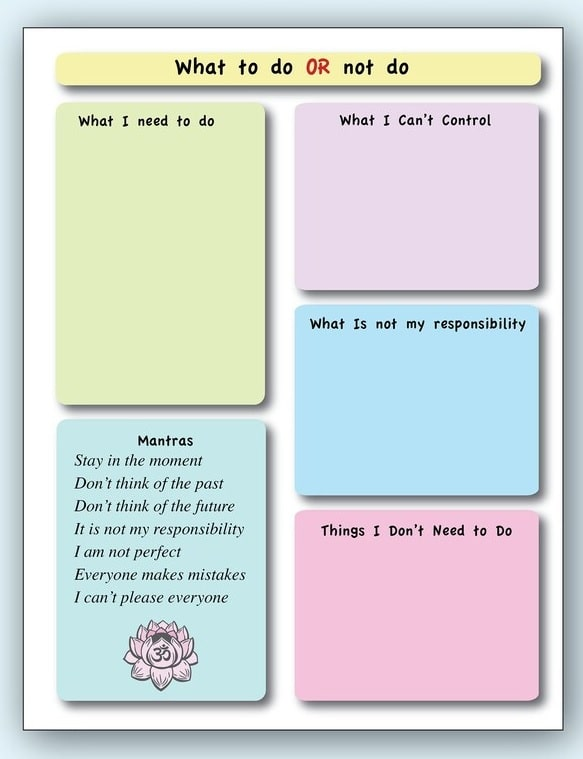 What to do OR not do
What I need to do
What I Can't Control
What Is not my responsibility
Things I Don't Need to Do
Mantras
Stay in the moment
Don't think of the past
Don't think of the future
It is not my responsibility
I am not perfect
Everyone makes mistakes
I can't please everyone
ॐ